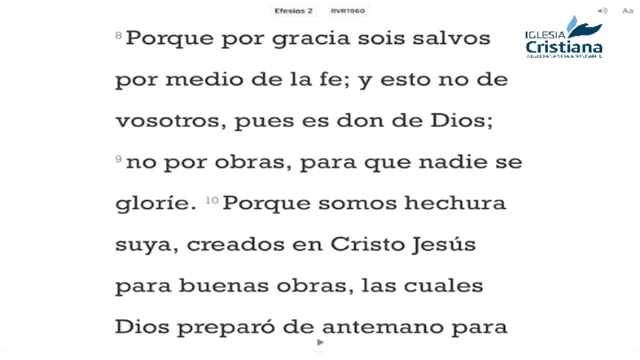 Efesios 2 RVR1960
Aa
IGLESIA
Cristiana
8 Porque por gracia sois salvos
por medio de la fe; y esto no de
vosotros, pues es don de Dios;
9 no por obras, para que nadie se
gloríe. 10 Porque somos hechura
suya, creados en Cristo Jesús
para buenas obras, las cuales
Dios preparó de antemano para